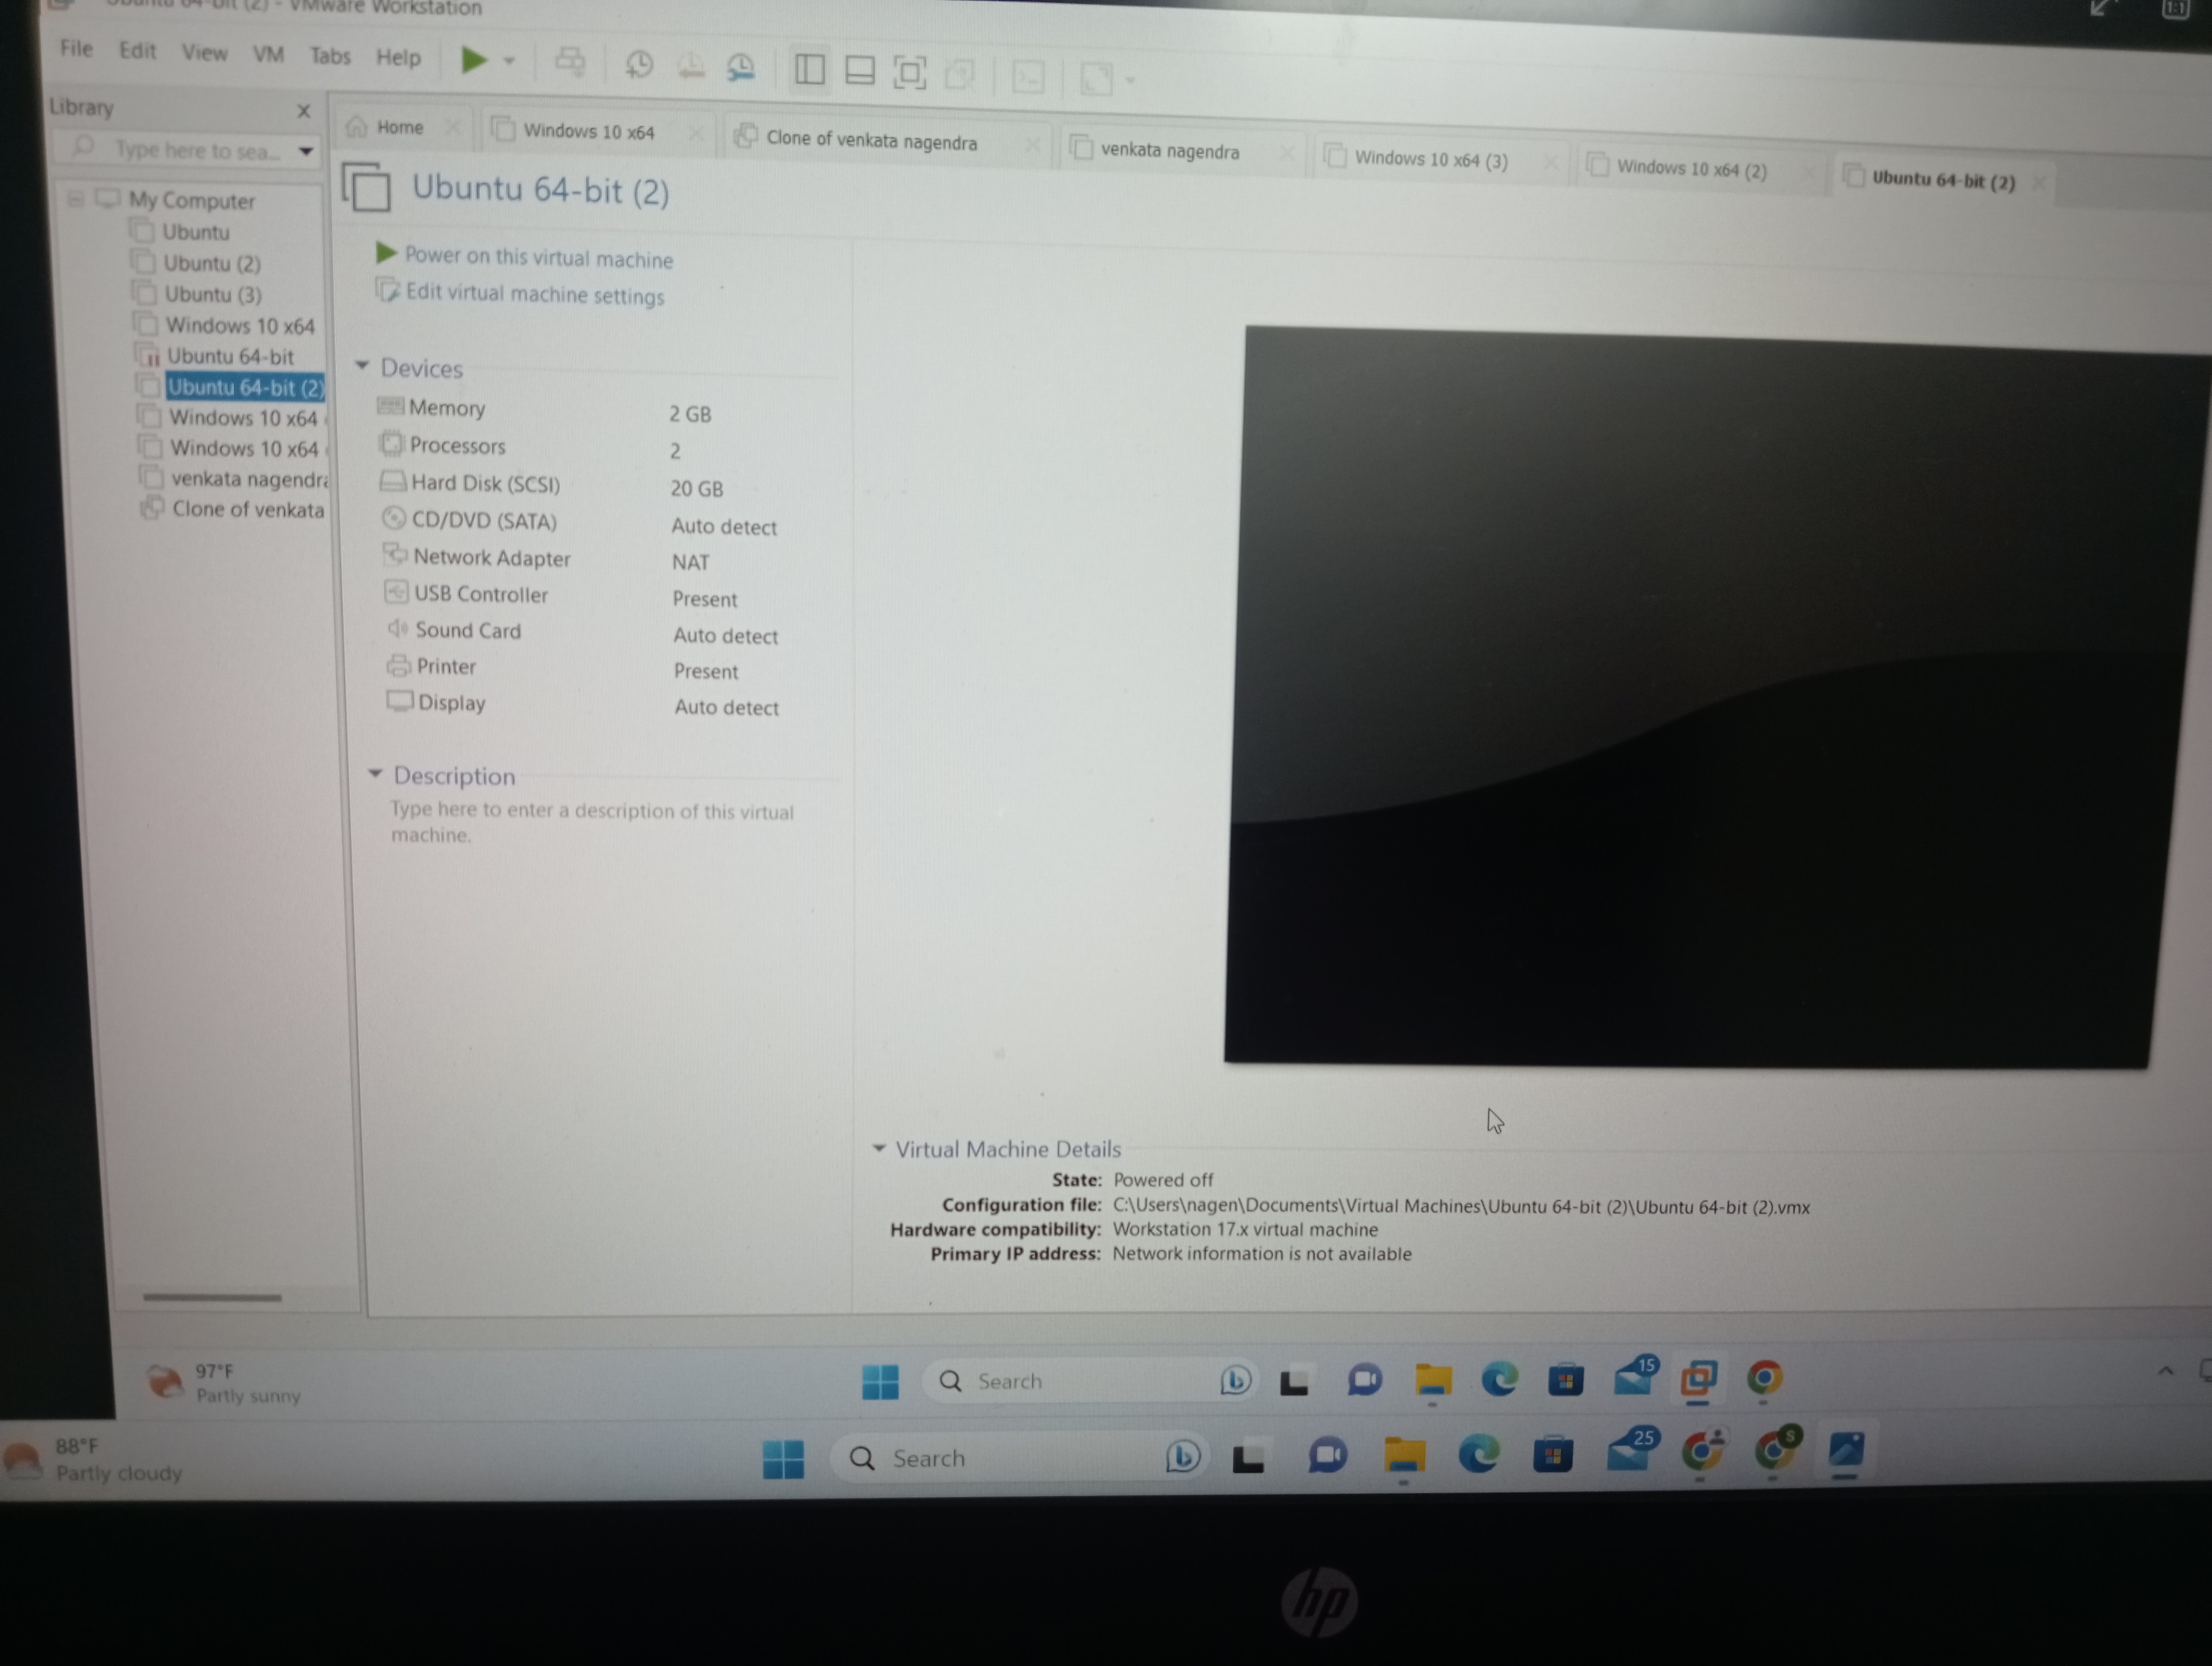 Ubuntu 64-bit (2) - VMware Workstation
1:1
File Edit View VM Tabs Help
Library
Type here to sea...
My Computer
Ubuntu
Ubuntu (2)
Ubuntu (3)
Windows 10 x64
Ubuntu 64-bit
Ubuntu 64-bit (2)
Windows 10 x64
Windows 10 x64
venkata nagendra
Clone of venkata
Home
Windows 10 x64
Clone of venkata nagendra
venkata nagendra
Windows 10 x64 (3)
Windows 10 x64 (2)
Ubuntu 64-bit (2)
Ubuntu 64-bit (2)
Power on this virtual machine
Edit virtual machine settings
Devices
Memory 2 GB
Processors 2
Hard Disk (SCSI) 20 GB
CD/DVD (SATA) Auto detect
Network Adapter NAT
USB Controller Present
Sound Card Auto detect
Printer Present
Display Auto detect
Description
Type here to enter a description of this virtual
machine.
Virtual Machine Details
State: Powered off
Configuration file: C:\Users\nagen\Documents\Virtual Machines\Ubuntu 64-bit (2)\Ubuntu 64-bit (2).vmx
Hardware compatibility: Workstation 17.x virtual machine
Primary IP address: Network information is not available
97°F
Partly sunny
Search
15
88°F
Partly cloudy
Search
25
S
hp